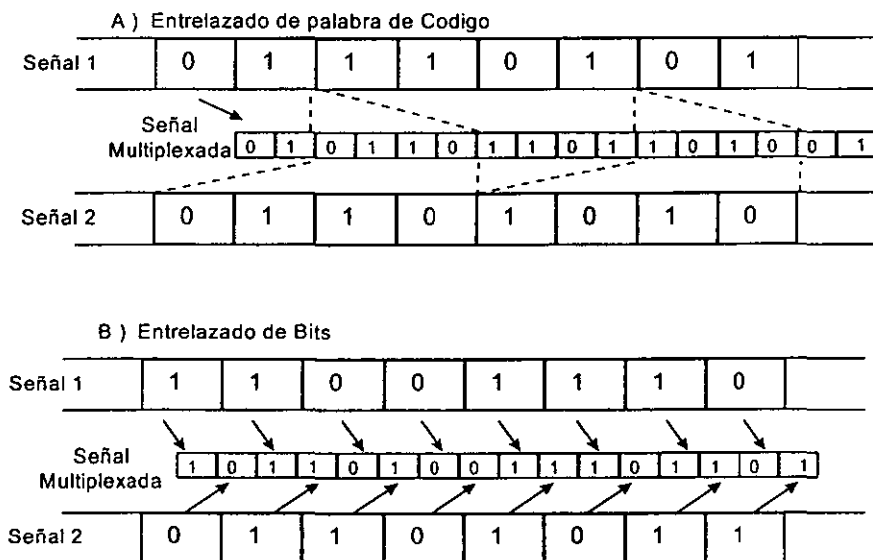 A ) Entrelazado de palabra de Codigo
Señal 1 0 1 1 1 0 1 0 1
Señal
Multiplexada 0 1 0 1 1 0 1 1 0 1 1 0 1 0 0 1
Señal 2 0 1 1 0 1 0 1 0
B ) Entrelazado de Bits
Señal 1 1 1 0 0 1 1 1 0
Señal
Multiplexada 1 0 1 1 0 1 0 0 1 1 1 0 1 1 0 1
Señal 2 0 1 1 0 1 0 1 1